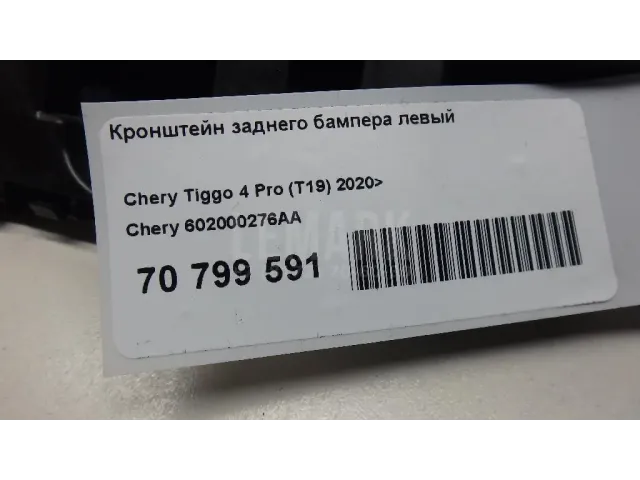 Кронштейн заднего бампера левый
Chery Tiggo 4 Pro (T19) 2020>
Chery 602000276AA
70 799 591